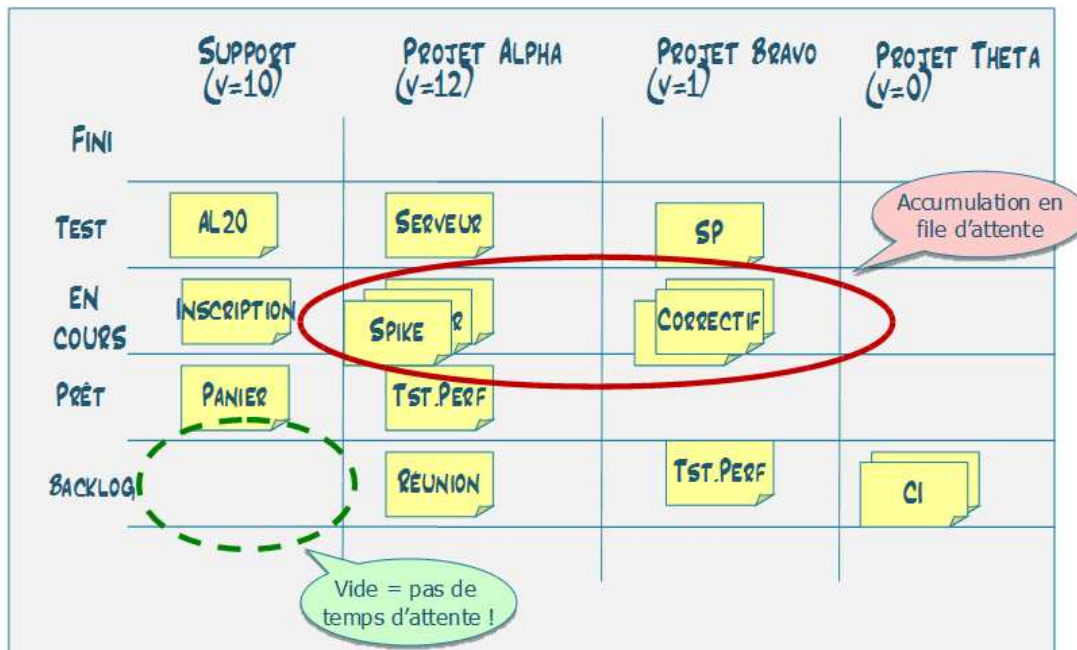 SUPPORT
(V=10)
PROJET ALPHA
(V=12)
PROJET BRAVO
(V=1)
PROJET THETA
(V=0)
FINI
TEST
AL20
SERVEUR
SP
Accumulation en
file d'attente
EN
COURS
INSCRIPTION
SPIKE
R
CORRECTIF
PRÊT
PANIER
TST.PERF
BACKLOG
RÉUNION
TST.PERF
CI
Vide = pas de
temps d'attente !